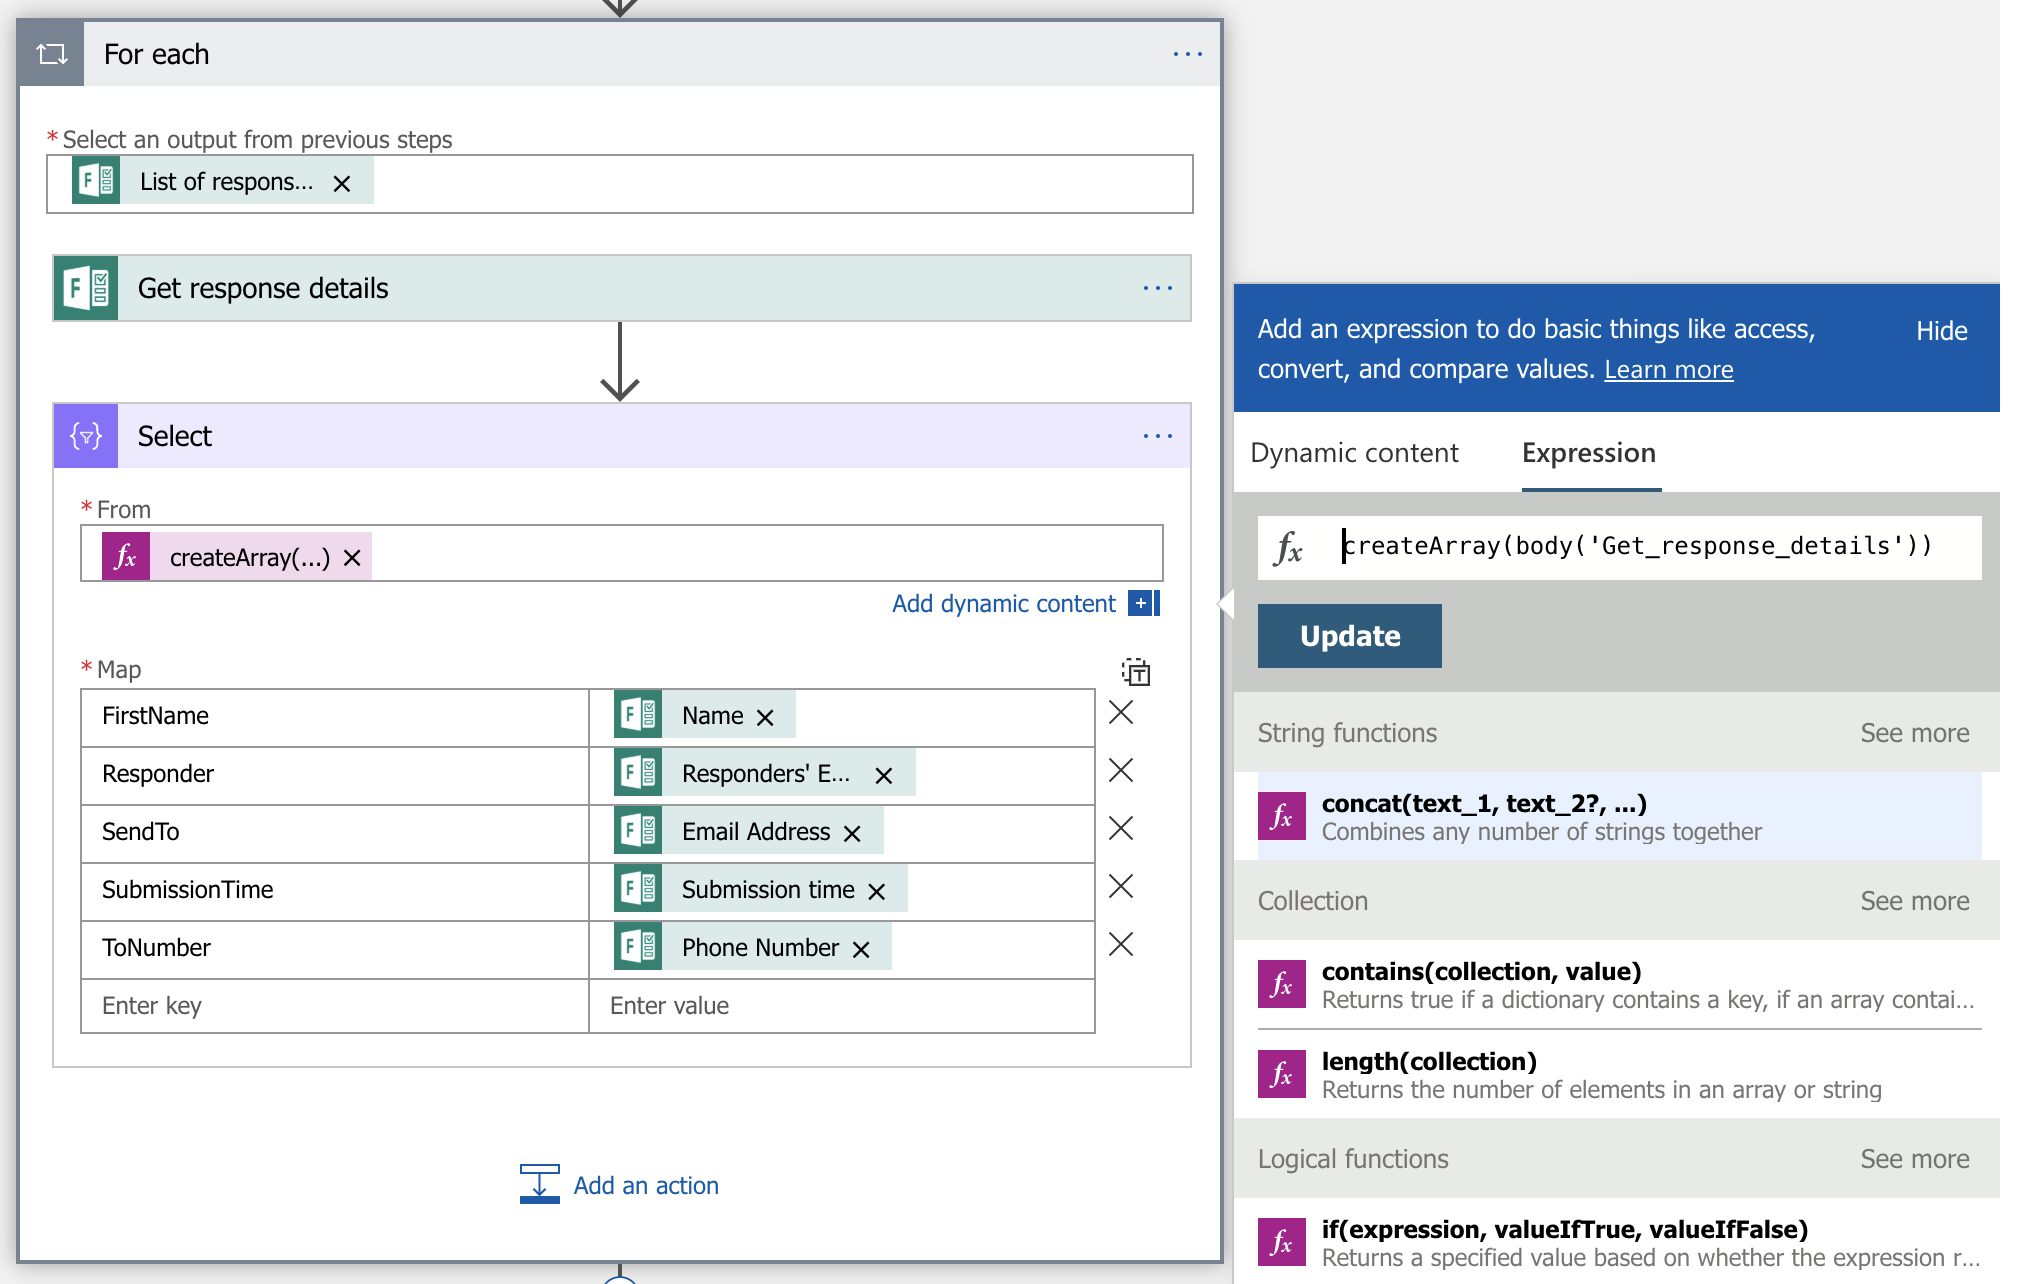 For each
* Select an output from previous steps
List of respons...
Get response details
Select
* From
createArray(...)
Add dynamic content
* Map
FirstName
Name
Responder
Responders' E...
SendTo
Email Address
SubmissionTime
Submission time
ToNumber
Phone Number
Enter key
Enter value
Add an action
Add an expression to do basic things like access,
convert, and compare values. Learn more
Hide
Dynamic content
Expression
fx
createArray(body('Get_response_details'))
Update
String functions
See more
fx
concat(text_1, text_2?, ...)
Combines any number of strings together
Collection
See more
fx
contains(collection, value)
Returns true if a dictionary contains a key, if an array contai...
fx
length(collection)
Returns the number of elements in an array or string
Logical functions
See more
fx
if(expression, valueIfTrue, valueIfFalse)
Returns a specified value based on whether the expression r...